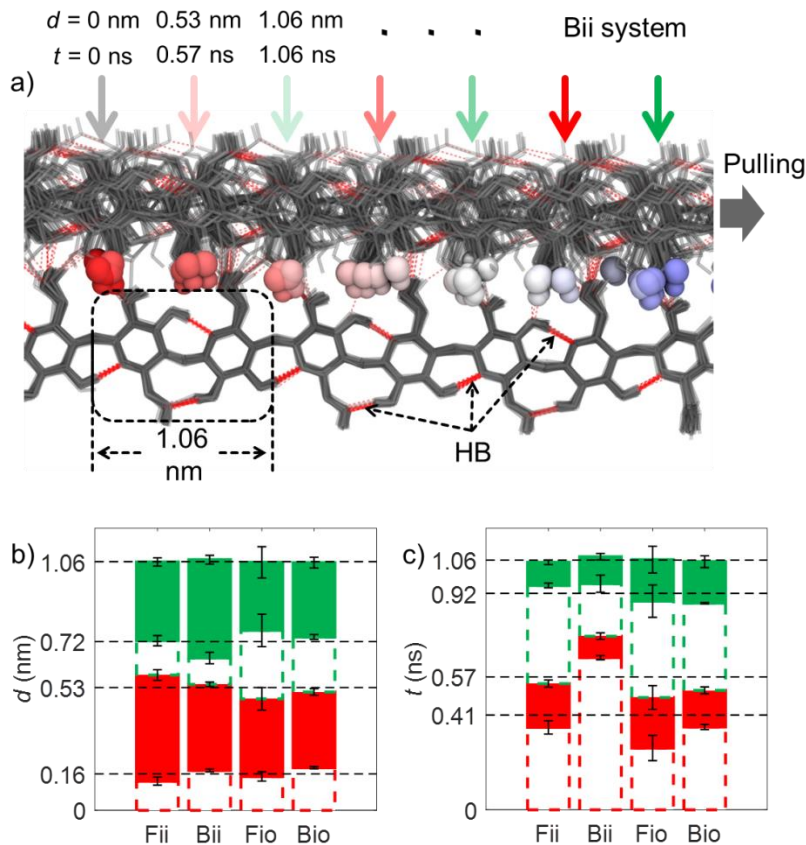 d = 0 nm 0.53 nm 1.06 nm . . . Bii system
t = 0 ns 0.57 ns 1.06 ns
a)
Pulling
1.06
nm
HB
b)
d (nm)
1.06
0.72
0.53
0.16
0
Fii Bii Fio Bio
c)
t (ns)
1.06
0.92
0.57
0.41
0
Fii Bii Fio Bio